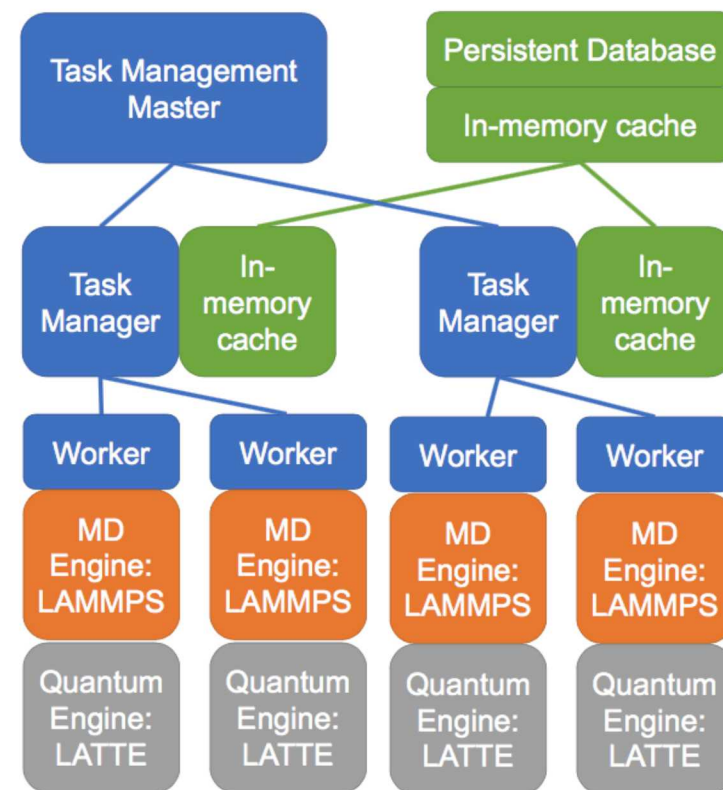 Task Management
Master
Persistent Database
In-memory cache
Task
Manager
In-
memory
cache
Task
Manager
In-
memory
cache
Worker
Worker
Worker
Worker
MD
Engine:
LAMMPS
MD
Engine:
LAMMPS
MD
Engine:
LAMMPS
MD
Engine:
LAMMPS
Quantum
Engine:
LATTE
Quantum
Engine:
LATTE
Quantum
Engine:
LATTE
Quantum
Engine:
LATTE